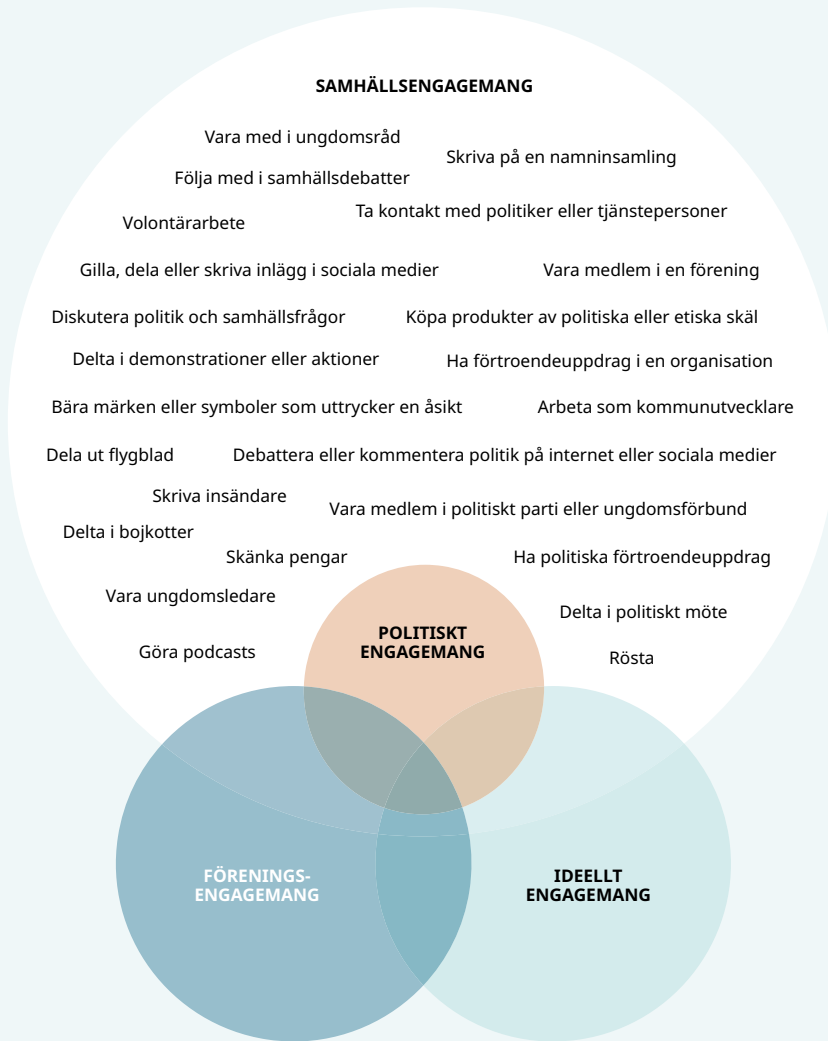 SAMHÄLLSENGAGEMANG
Vara med i ungdomsråd
Skriva på en namninsamling
Följa med i samhällsdebatter
Ta kontakt med politiker eller tjänstepersoner
Volontärarbete
Gilla, dela eller skriva inlägg i sociala medier
Vara medlem i en förening
Diskutera politik och samhällsfrågor
Köpa produkter av politiska eller etiska skäl
Delta i demonstrationer eller aktioner
Ha förtroendeuppdrag i en organisation
Bära märken eller symboler som uttrycker en åsikt
Arbeta som kommunutvecklare
Dela ut flygblad
Debattera eller kommentera politik på internet eller sociala medier
Skriva insändare
Vara medlem i politiskt parti eller ungdomsförbund
Delta i bojkotter
Skänka pengar
Ha politiska förtroendeuppdrag
Vara ungdomsledare
Delta i politiskt möte
POLITISKT
ENGAGEMANG
Göra podcasts
Rösta
FÖRENINGS-
ENGAGEMANG
IDEELLT
ENGAGEMANG